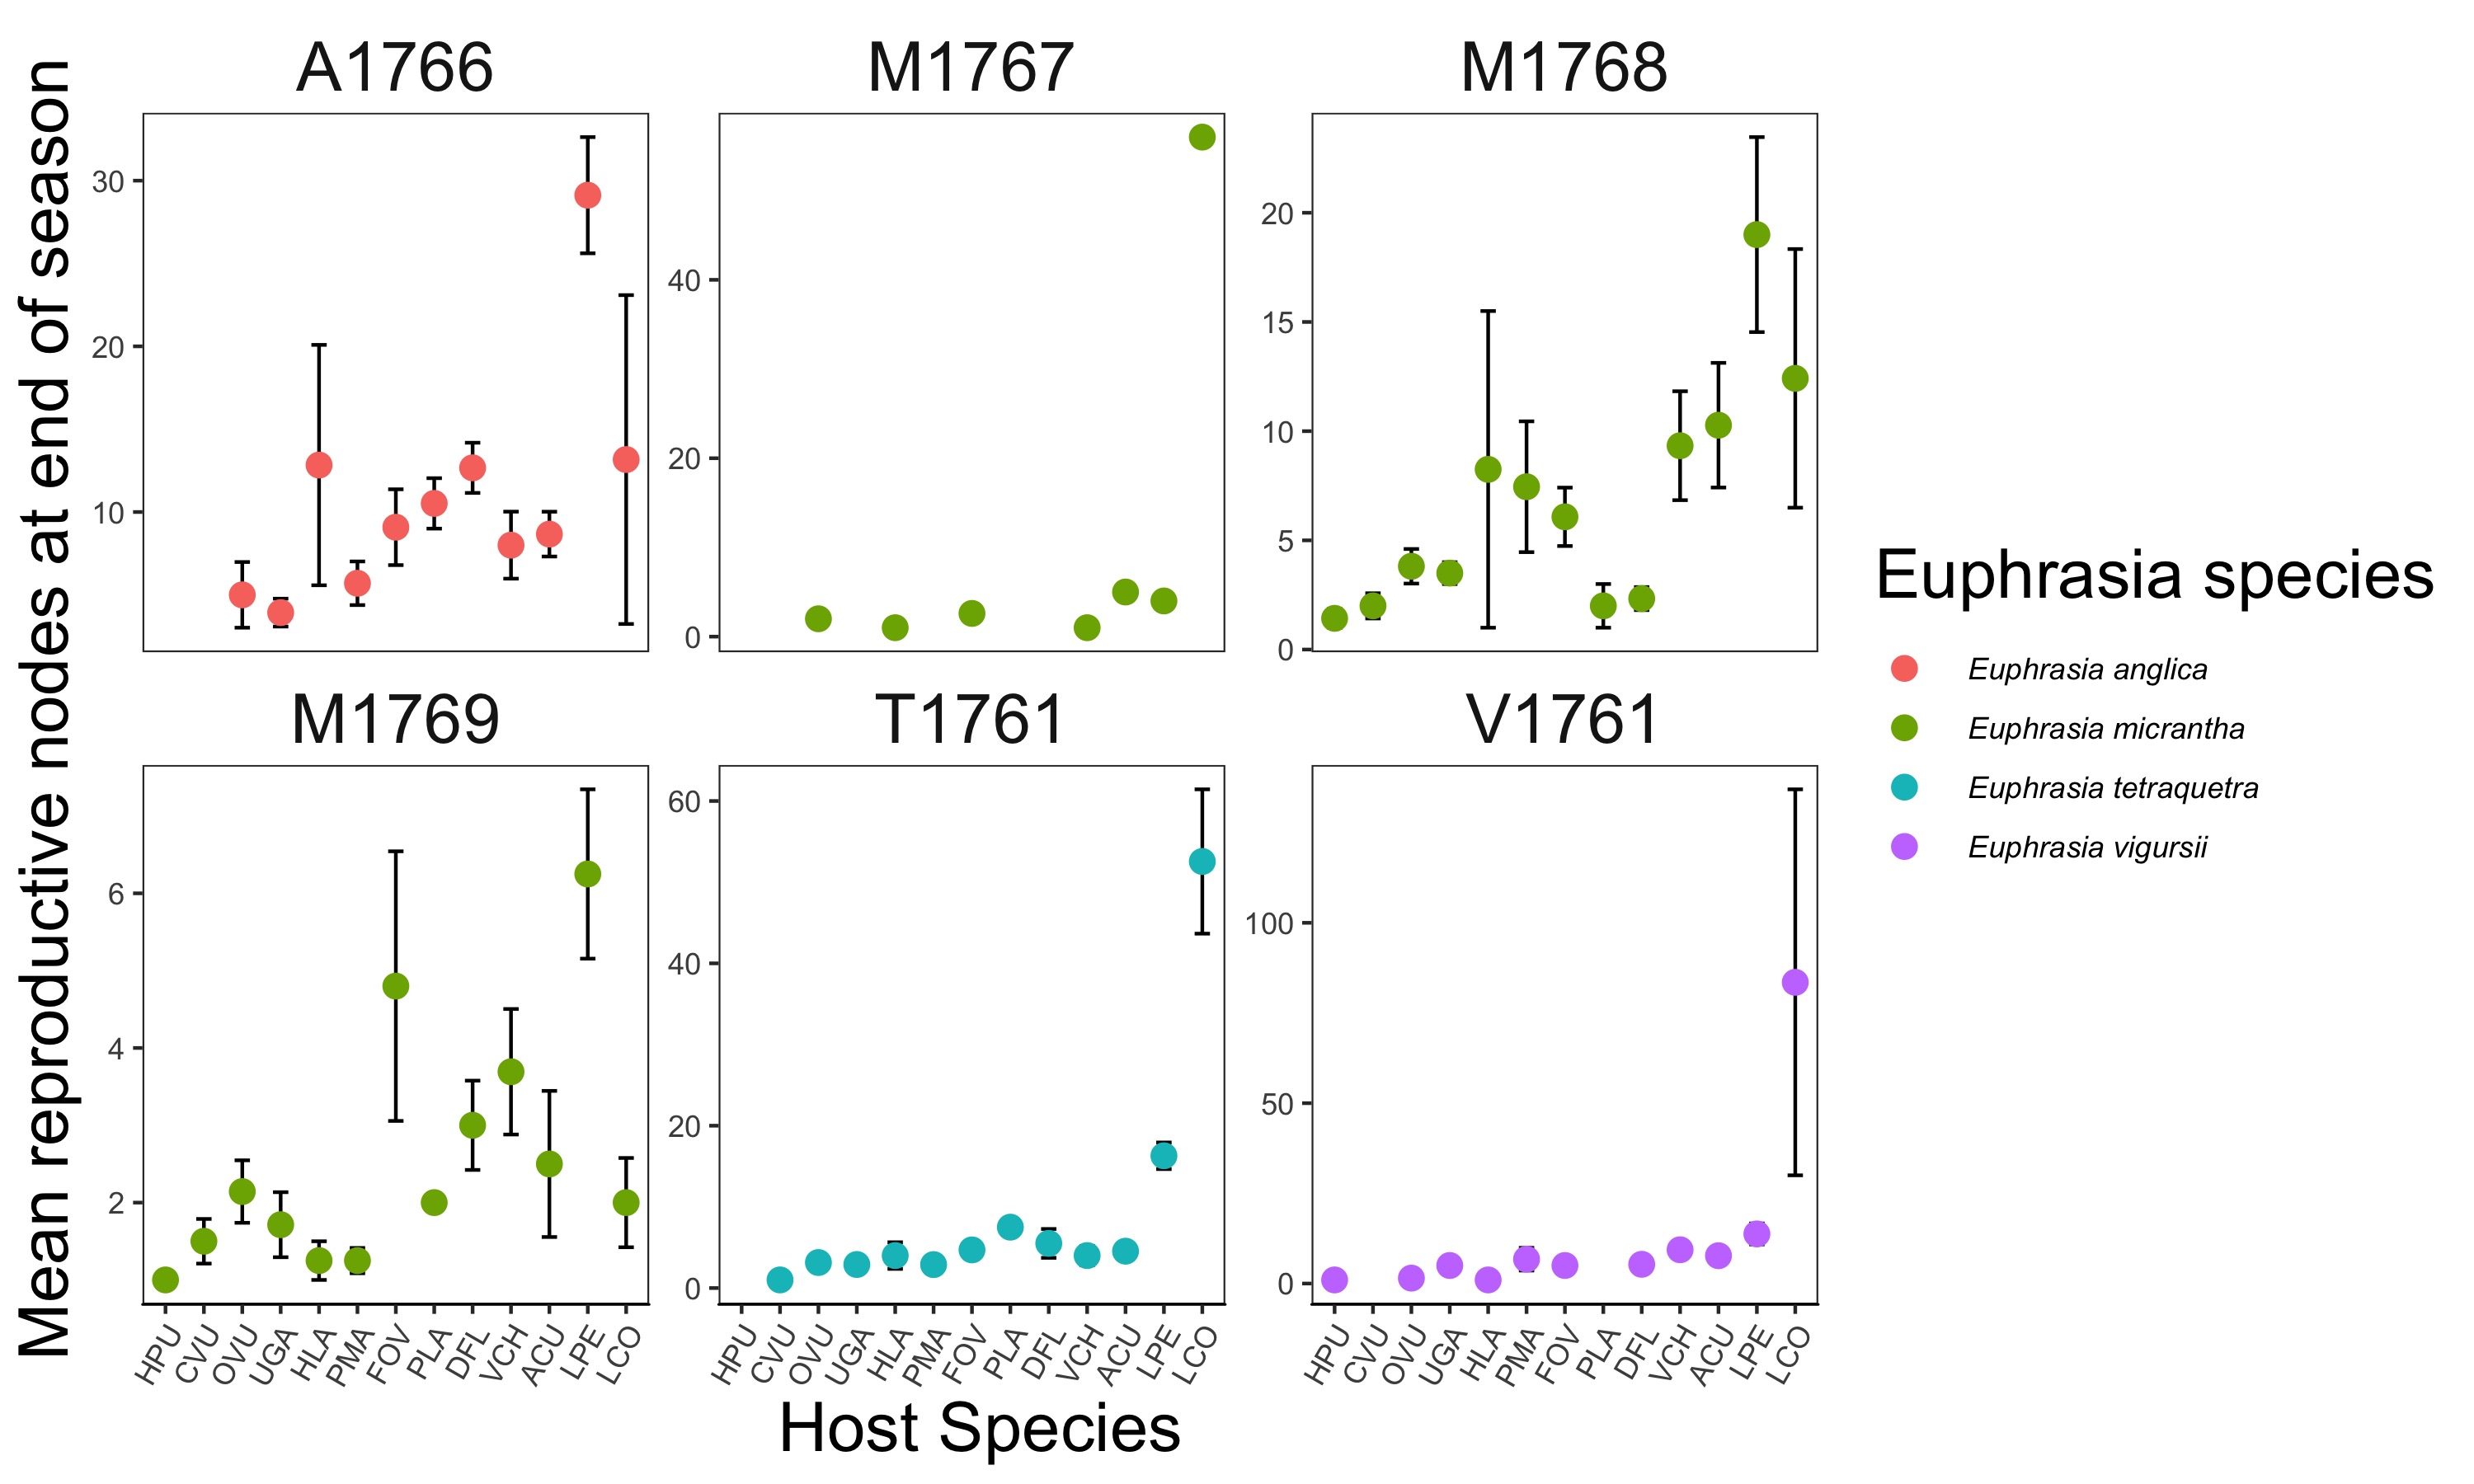 Mean reproductive nodes at end of season
A1766
30
20
10
M1767
40
20
0
M1768
20
15
10
5
0
M1769
6
4
2
HPU CVU OVU UGA HLA PMA FOV PLA DFL VCH ACU LPE LCO
T1761
60
40
20
0
HPU CVU OVU UGA HLA PMA FOV PLA DFL VCH ACU LPE LCO
V1761
100
50
0
HPU CVU OVU UGA HLA PMA FOV PLA DFL VCH ACU LPE LCO
Host Species
Euphrasia species
Euphrasia anglica
Euphrasia micrantha
Euphrasia tetraquetra
Euphrasia vigursii